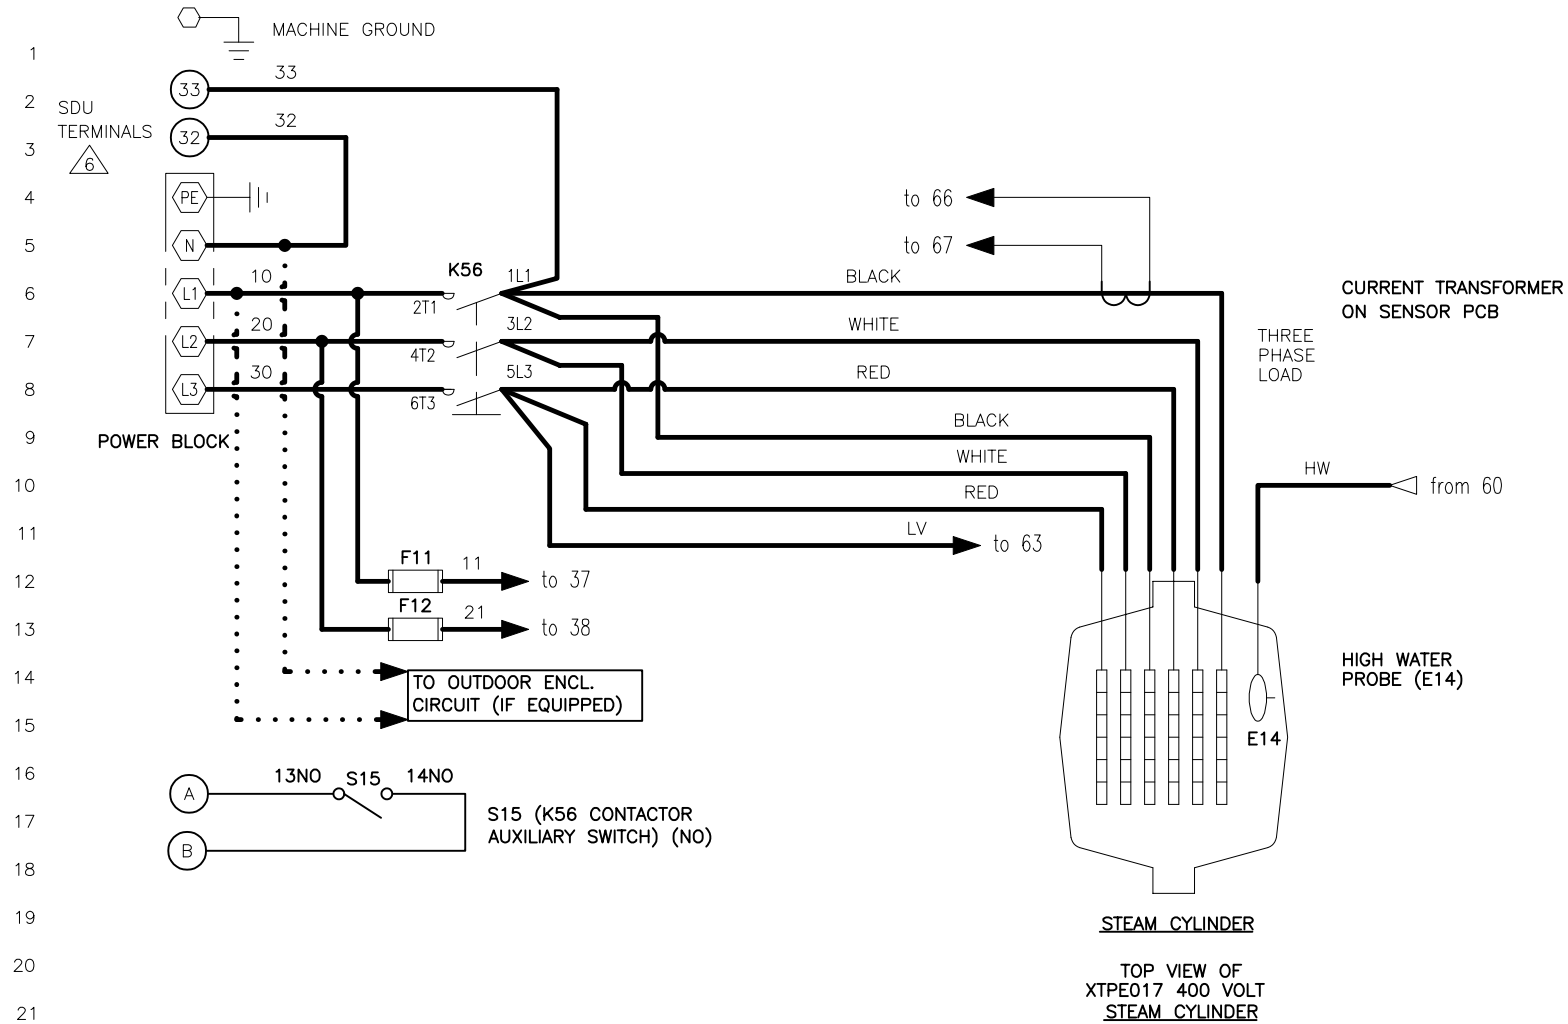 MACHINE GROUND
1
33
33
2
SDU
TERMINALS
6
32
32
3
PE
4
to 66
N
5
to 67
K56
10
1L1
BLACK
L1
6
2T1
CURRENT TRANSFORMER
ON SENSOR PCB
20
3L2
WHITE
L2
7
4T2
THREE
PHASE
LOAD
30
5L3
RED
L3
8
6T3
POWER BLOCK
9
BLACK
WHITE
10
HW
from 60
RED
11
LV
to 63
F11
11
12
to 37
F12
21
13
to 38
14
TO OUTDOOR ENCL.
CIRCUIT (IF EQUIPPED)
HIGH WATER
PROBE (E14)
15
E14
16
13NO
S15
14NO
A
17
S15 (K56 CONTACTOR
AUXILIARY SWITCH) (NO)
B
18
19
STEAM CYLINDER
20
TOP VIEW OF
XTPE017 400 VOLT
STEAM CYLINDER
21